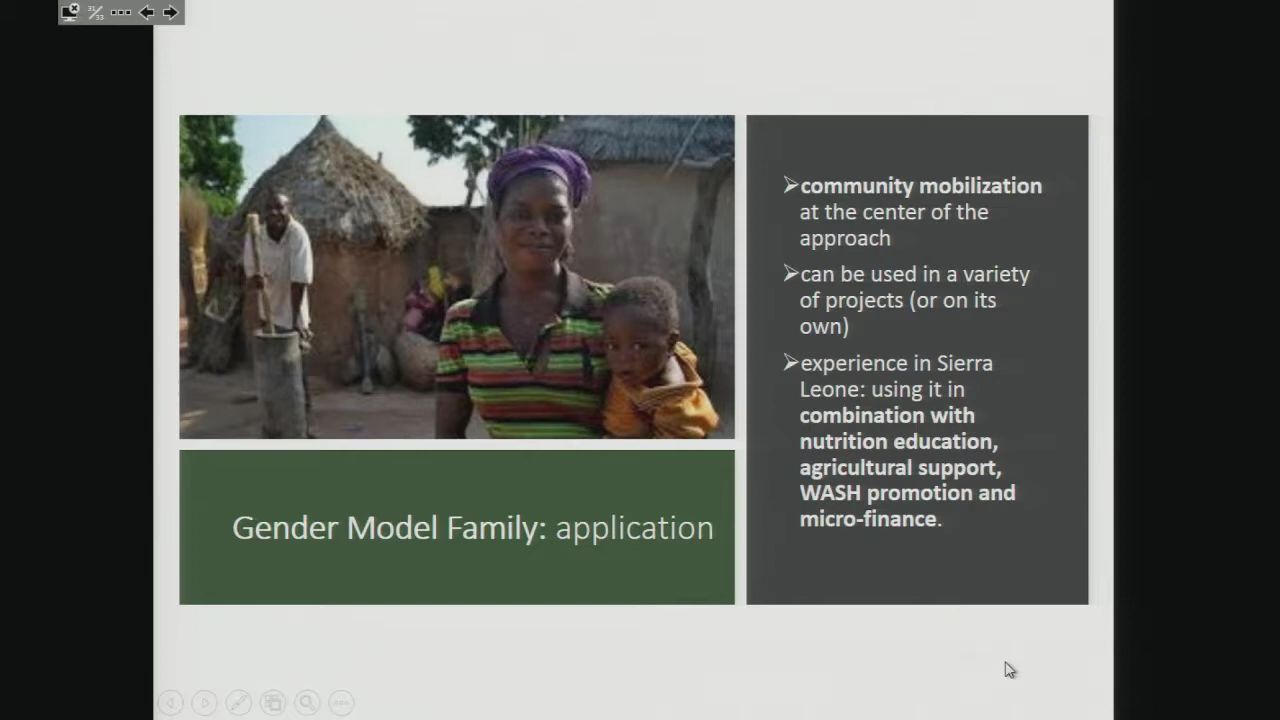 31/33
➢community mobilization
at the center of the
approach
➢can be used in a variety
of projects (or on its
own)
➢experience in Sierra
Leone: using it in
combination with
nutrition education,
agricultural support,
WASH promotion and
micro-finance.
Gender Model Family: application